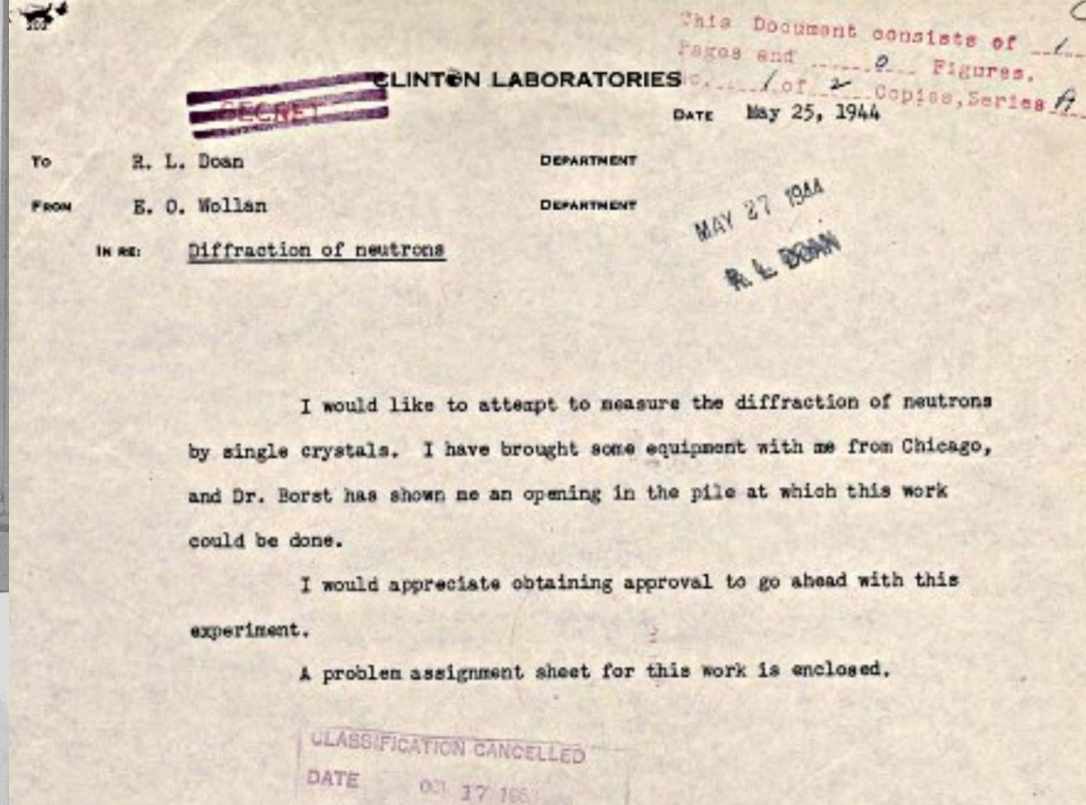 This Document consists of 1
Pages and 0 Figures.
1 of 2 Copies, Series A
CLINTON LABORATORIES
SECRET
DATE May 25, 1944
To R. L. Doan DEPARTMENT
FROM E. O. Wollan DEPARTMENT
MAY 27 1944
R. L. DOAN
IN RE: Diffraction of neutrons
I would like to attempt to measure the diffraction of neutrons
by single crystals. I have brought some equipment with me from Chicago,
and Dr. Borst has shown me an opening in the pile at which this work
could be done.
I would appreciate obtaining approval to go ahead with this
experiment.
A problem assignment sheet for this work is enclosed.
CLASSIFICATION CANCELLED
DATE OCT 17